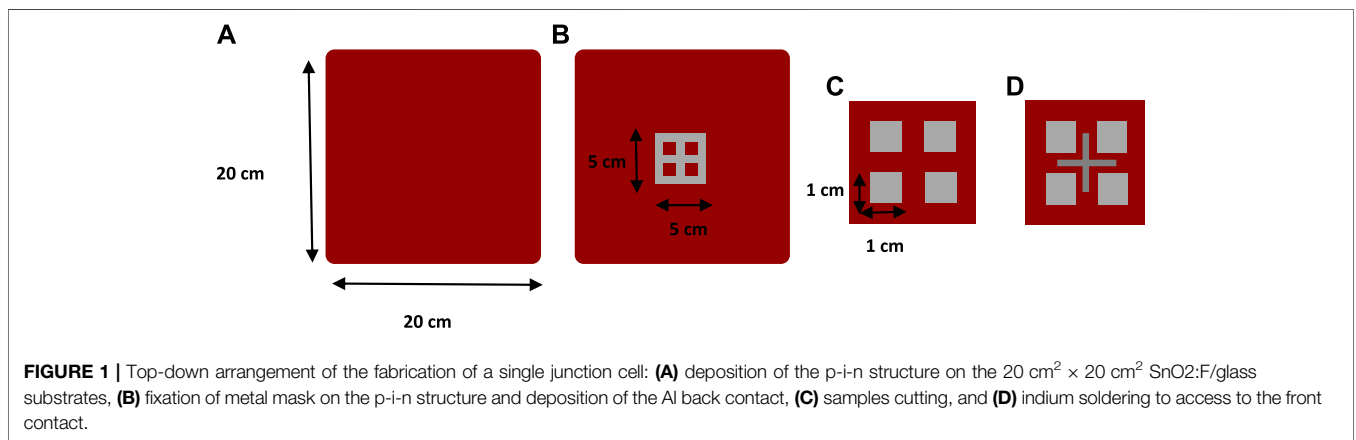 A
B
C
D
20 cm
20 cm
5 cm
5 cm
1 cm
1 cm
FIGURE 1 | Top-down arrangement of the fabrication of a single junction cell: (A) deposition of the p-i-n structure on the 20 cm² × 20 cm² SnO2:F/glass
substrates, (B) fixation of metal mask on the p-i-n structure and deposition of the Al back contact, (C) samples cutting, and (D) indium soldering to access to the front
contact.